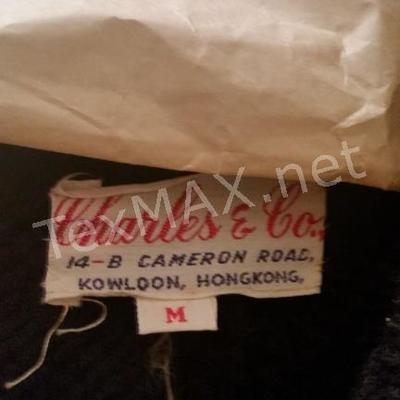 Charles & Co.,
14-B CAMERON ROAD,
KOWLOON, HONGKONG,
M
TexMAX.net